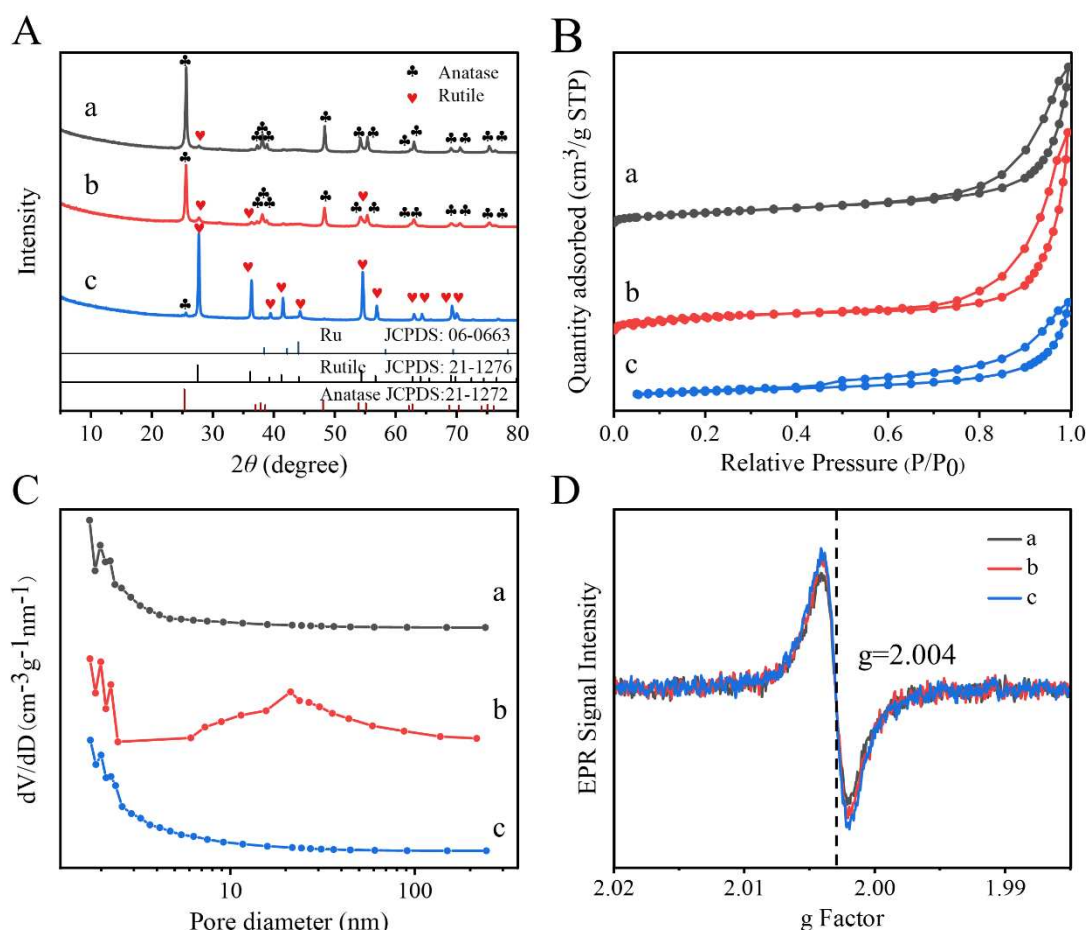 A
Intensity
a
b
c
♣ Anatase
♥ Rutile
Ru JCPDS: 06-0663
Rutile JCPDS: 21-1276
Anatase JCPDS:21-1272
10 20 30 40 50 60 70 80
2θ (degree)
B
Quantity adsorbed (cm³/g STP)
a
b
c
0.0 0.2 0.4 0.6 0.8 1.0
Relative Pressure (P/P₀)
C
dV/dD (cm⁻³g⁻¹nm⁻¹)
a
b
c
10 100
Pore diameter (nm)
D
EPR Signal Intensity
a
b
c
g=2.004
2.02 2.01 2.00 1.99
g Factor